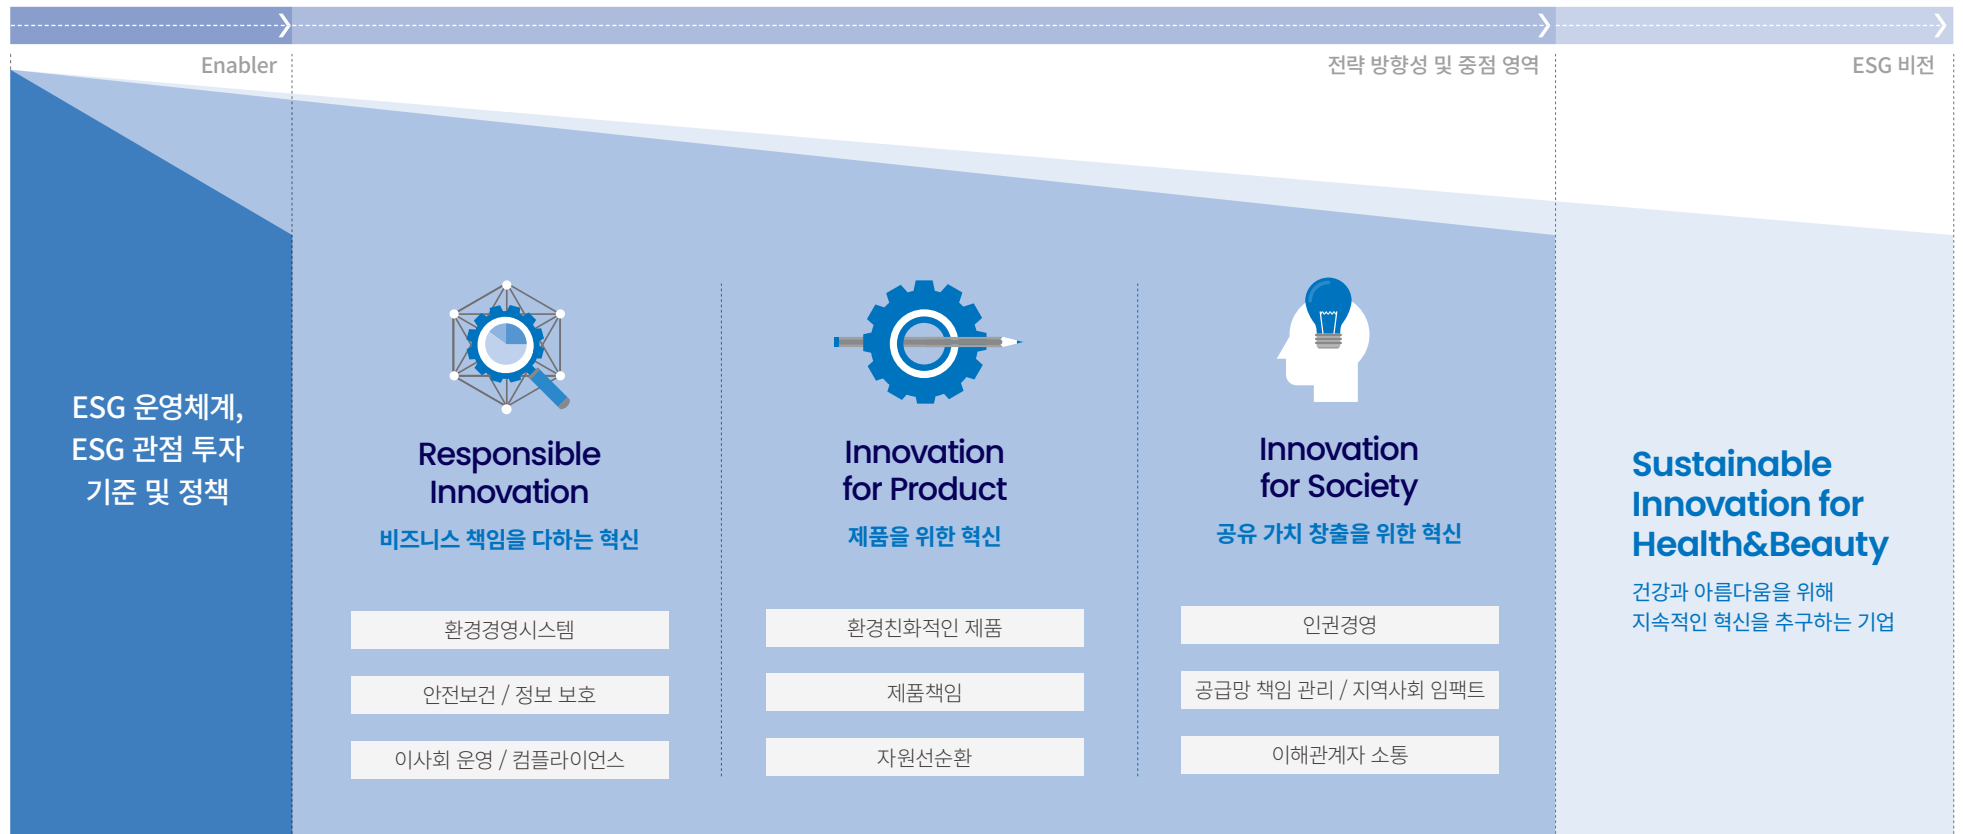 Enabler
전략 방향성 및 중점 영역
ESG 비전
ESG 운영체계,
ESG 관점 투자
기준 및 정책
Responsible
Innovation
비즈니스 책임을 다하는 혁신
환경경영시스템
안전보건 / 정보 보호
이사회 운영 / 컴플라이언스
Innovation
for Product
제품을 위한 혁신
환경친화적인 제품
제품책임
자원선순환
Innovation
for Society
공유 가치 창출을 위한 혁신
인권경영
공급망 책임 관리 / 지역사회 임팩트
이해관계자 소통
Sustainable
Innovation for
Health&Beauty
건강과 아름다움을 위해
지속적인 혁신을 추구하는 기업